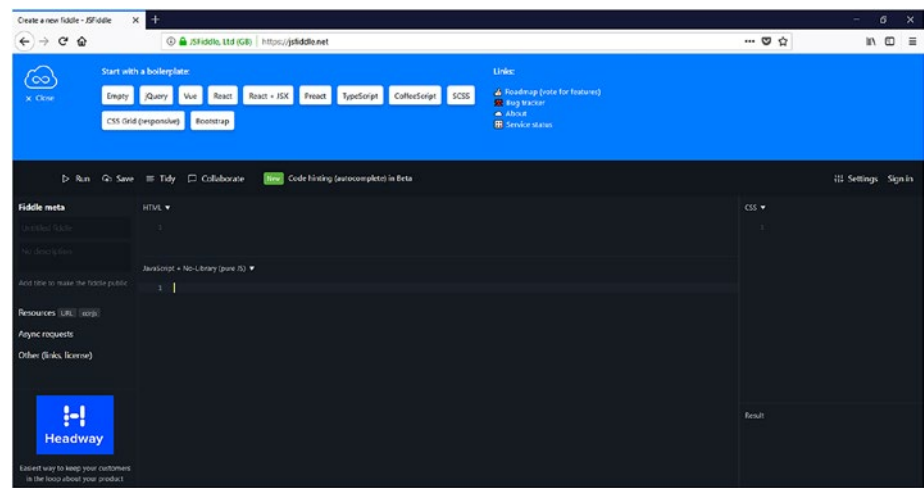 Create a new fiddle - JSFiddle
JSFiddle, Ltd (GB) https://jsfiddle.net
Close
Start with a boilerplate:
Empty jQuery Vue React React + JSX Preact TypeScript CoffeeScript SCSS
CSS Grid (responsive) Bootstrap
Links:
Roadmap (vote for features)
Bug tracker
About
Service status
Run Save Tidy Collaborate New Code hinting (autocomplete) in Beta Settings Sign in
Fiddle meta
Untitled fiddle
No description
Add title to make the fiddle public
Resources URL cdnjs
Async requests
Other (links, license)
Headway
Easiest way to keep your customers
in the loop about your product
HTML
1
JavaScript + No-Library (pure JS)
1
CSS
1
Result